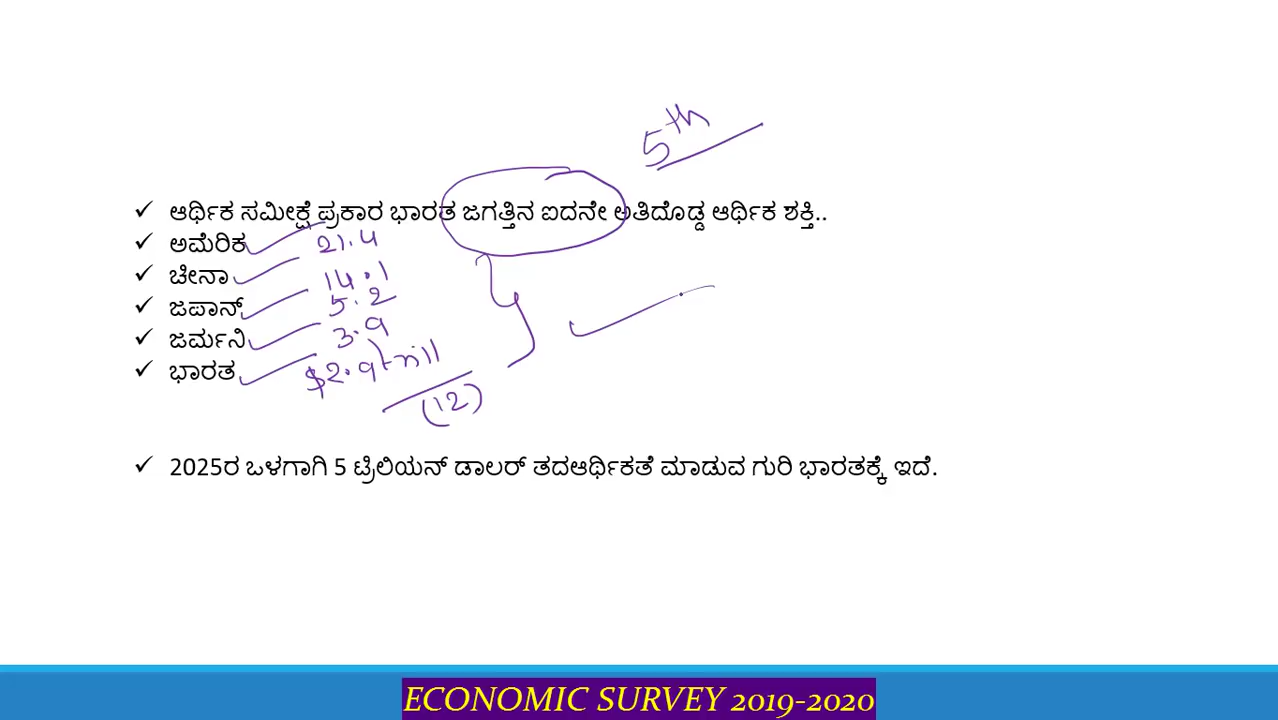 5th
ಆರ್ಥಿಕ ಸಮೀಕ್ಷೆ ಪ್ರಕಾರ ಭಾರತ ಜಗತ್ತಿನ ಐದನೇ ಅತಿದೊಡ್ಡ ಆರ್ಥಿಕ ಶಕ್ತಿ..
ಅಮೆರಿಕ 21.4
ಚೀನಾ 14.1
ಜಪಾನ್ 5.2
ಜರ್ಮನಿ 3.9
ಭಾರತ $2.9 trill
(12)
2025ರ ಒಳಗಾಗಿ 5 ಟ್ರಿಲಿಯನ್ ಡಾಲರ್ ತದಆರ್ಥಿಕತೆ ಮಾಡುವ ಗುರಿ ಭಾರತಕ್ಕೆ ಇದೆ.
ECONOMIC SURVEY 2019-2020